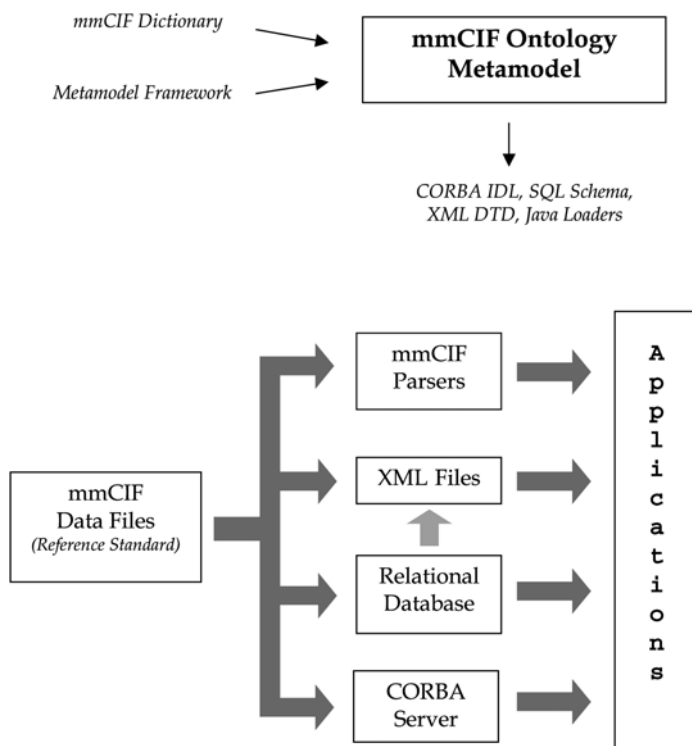 mmCIF Dictionary
Metamodel Framework
mmCIF Ontology
Metamodel
CORBA IDL, SQL Schema,
XML DTD, Java Loaders
mmCIF
Data Files
(Reference Standard)
mmCIF
Parsers
XML Files
Relational
Database
CORBA
Server
Applications